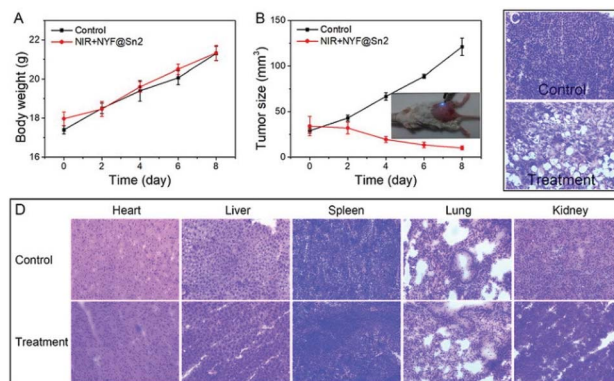 A
Control
NIR+NYF@Sn2
Body weight (g)
22
20
18
16
0
2
4
6
8
Time (day)
B
Control
NIR+NYF@Sn2
Tumor size (mm³)
150
100
50
0
0
2
4
6
8
Time (day)
C
Control
Treatment
D
Heart
Liver
Spleen
Lung
Kidney
Control
Treatment